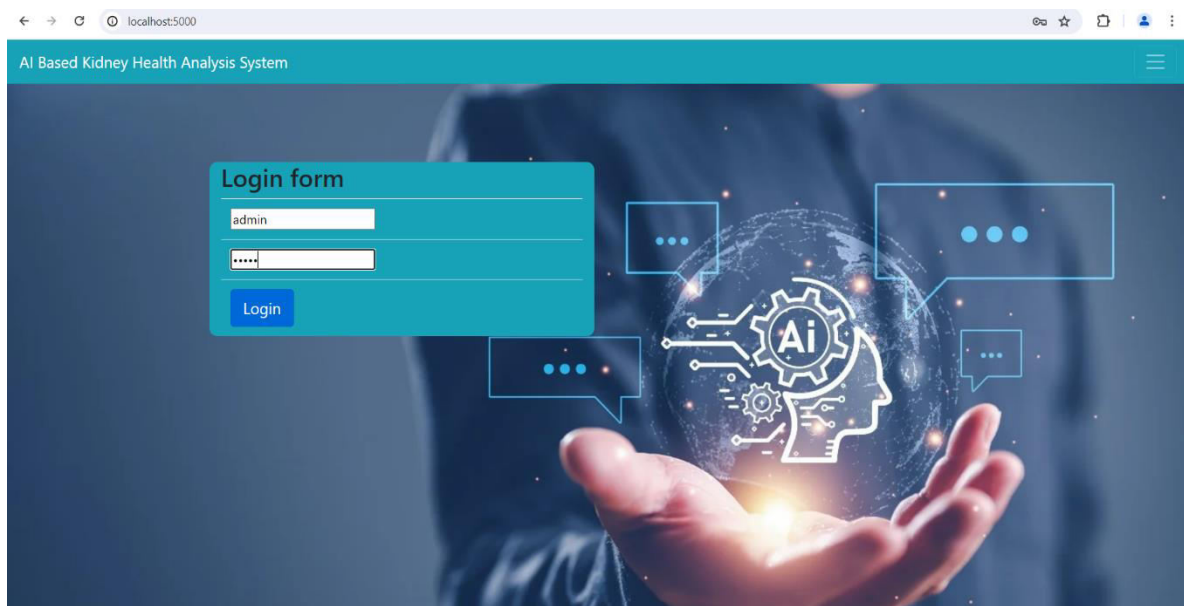 localhost:5000
AI Based Kidney Health Analysis System
Login form
admin
•••••
Login
Ai